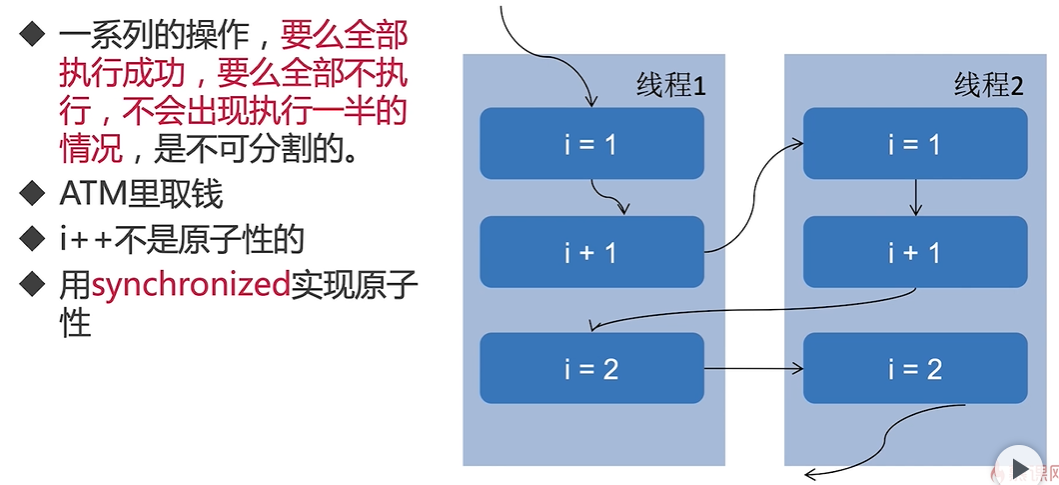 一系列的操作，要么全部
执行成功，要么全部不执
行，不会出现执行一半的
情况，是不可分割的。
ATM里取钱
i++不是原子性的
用synchronized实现原子
性
线程1
i = 1
i + 1
i = 2
线程2
i = 1
i + 1
i = 2